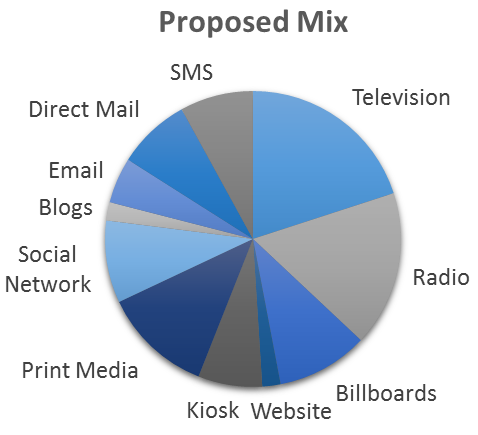 Proposed Mix
SMS
Television
Direct Mail
Email
Blogs
Social
Network
Radio
Print Media
Billboards
Kiosk
Website